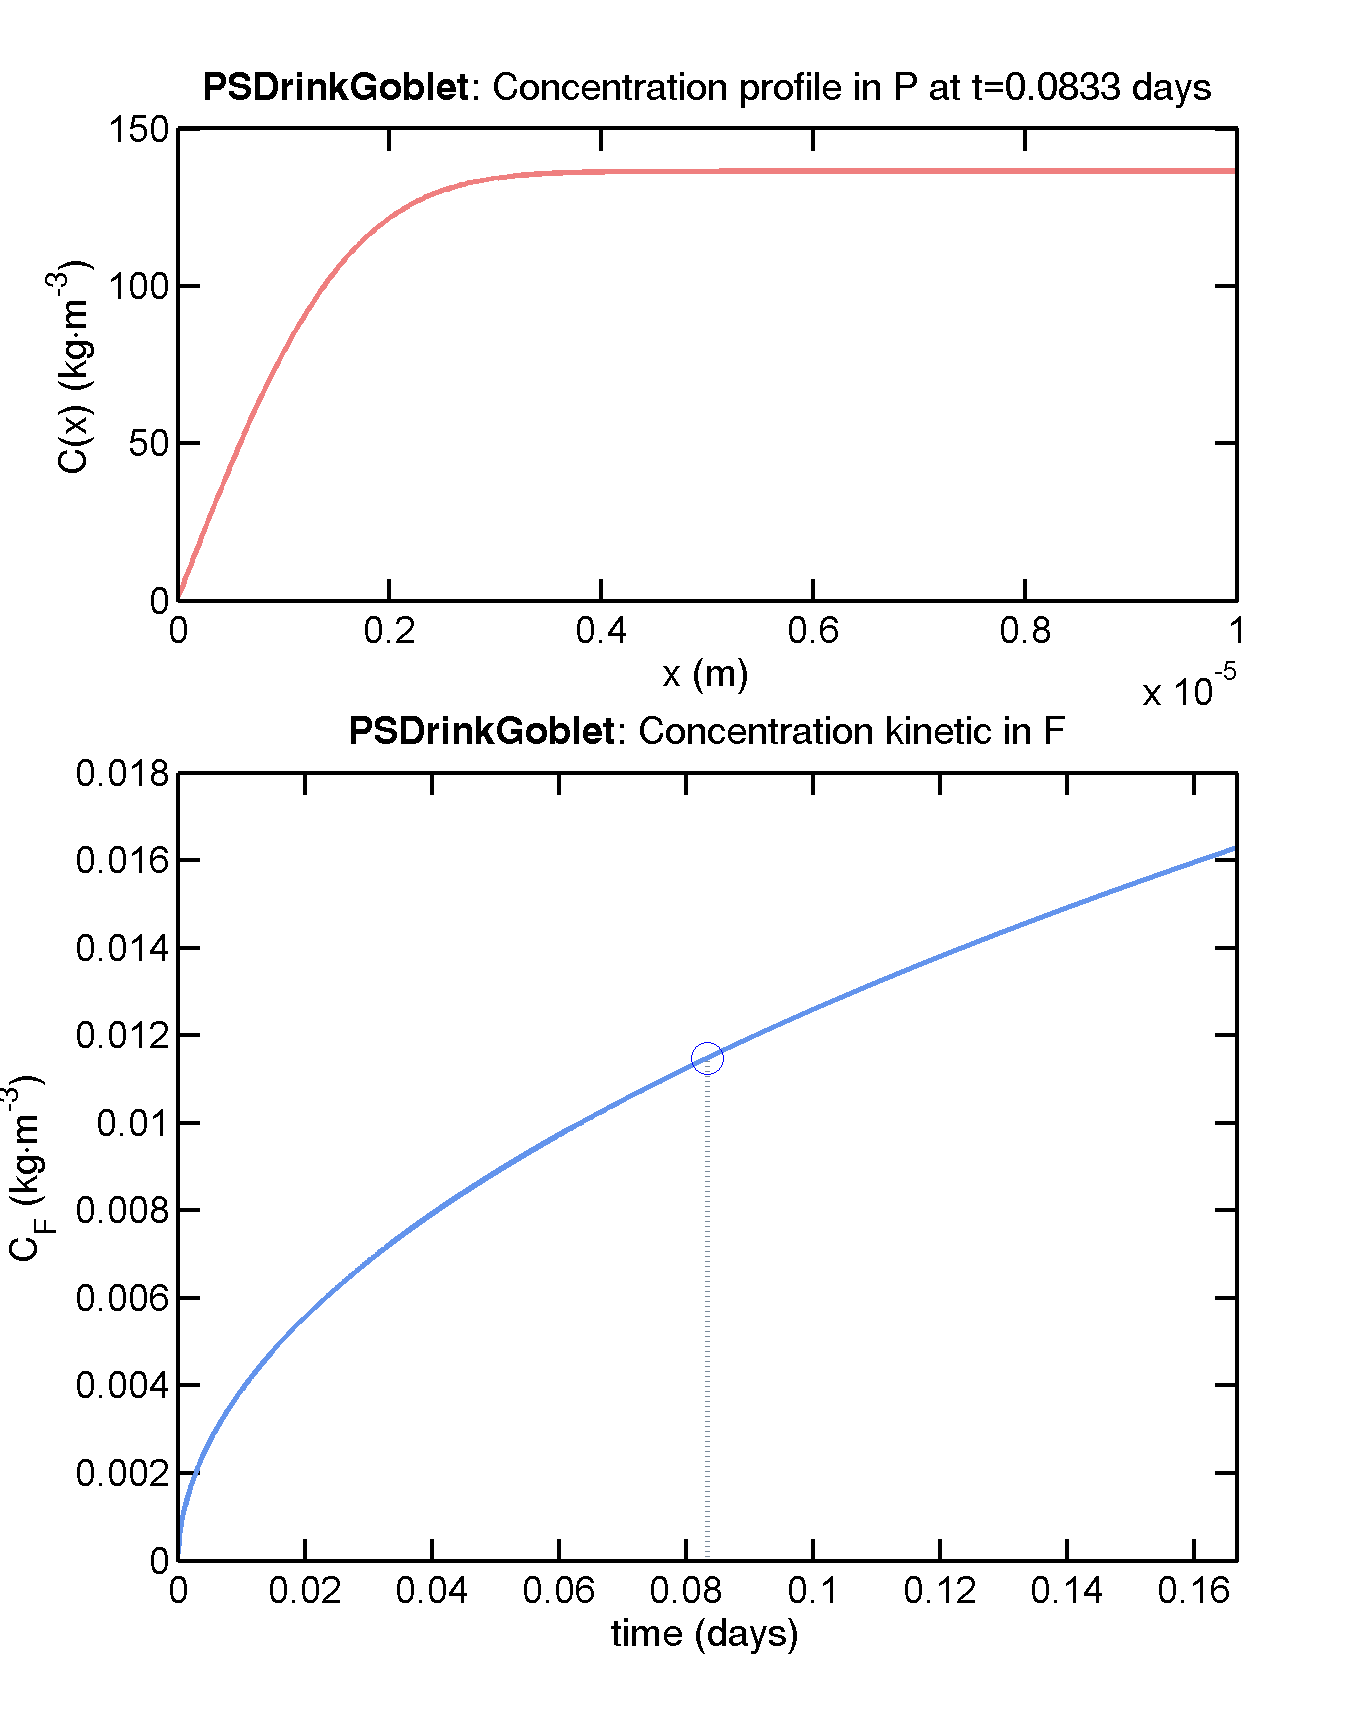 PSDrinkGoblet: Concentration profile in P at t=0.0833 days
150
100
50
0
C(x) (kg·m-3)
0 0.2 0.4 0.6 0.8 1
x (m)
x 10-5
PSDrinkGoblet: Concentration kinetic in F
0.018
0.016
0.014
0.012
0.01
0.008
0.006
0.004
0.002
0
CF (kg·m-3)
0 0.02 0.04 0.06 0.08 0.1 0.12 0.14 0.16
time (days)